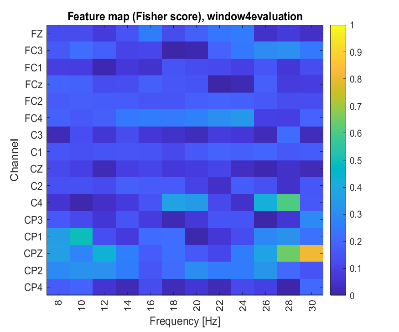 Feature map (Fisher score), window4evaluation
Channel
FZ
FC3
FC1
FCz
FC2
FC4
C3
C1
CZ
C2
C4
CP3
CP1
CPZ
CP2
CP4
8 10 12 14 16 18 20 22 24 26 28 30
Frequency [Hz]
1
0.9
0.8
0.7
0.6
0.5
0.4
0.3
0.2
0.1
0